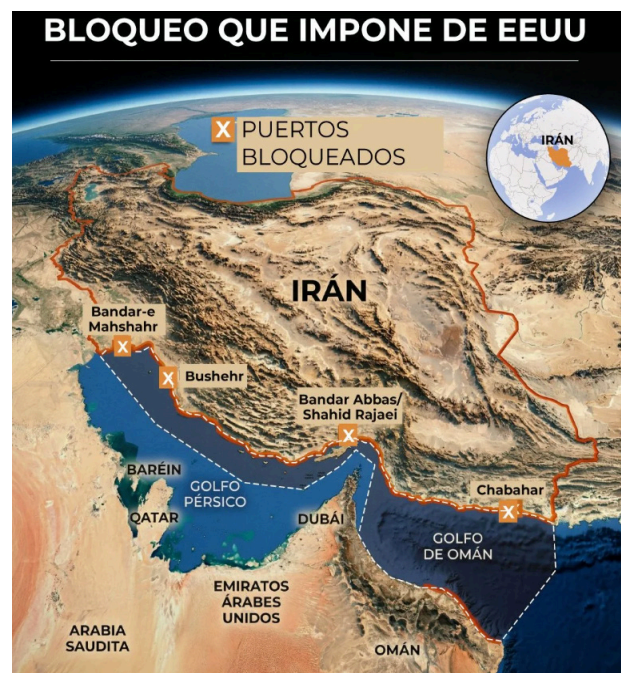 BLOQUEO QUE IMPONE DE EEUU
X PUERTOS
BLOQUEADOS
IRÁN
IRÁN
Bandar-e
Mahshahr
X
X Bushehr
Bandar Abbas/
Shahid Rajaei
X
Chabahar
X
BARÉIN
GOLFO
PÉRSICO
QATAR
DUBÁI
GOLFO
DE OMÁN
EMIRATOS
ÁRABES
UNIDOS
ARABIA
SAUDITA
OMÁN